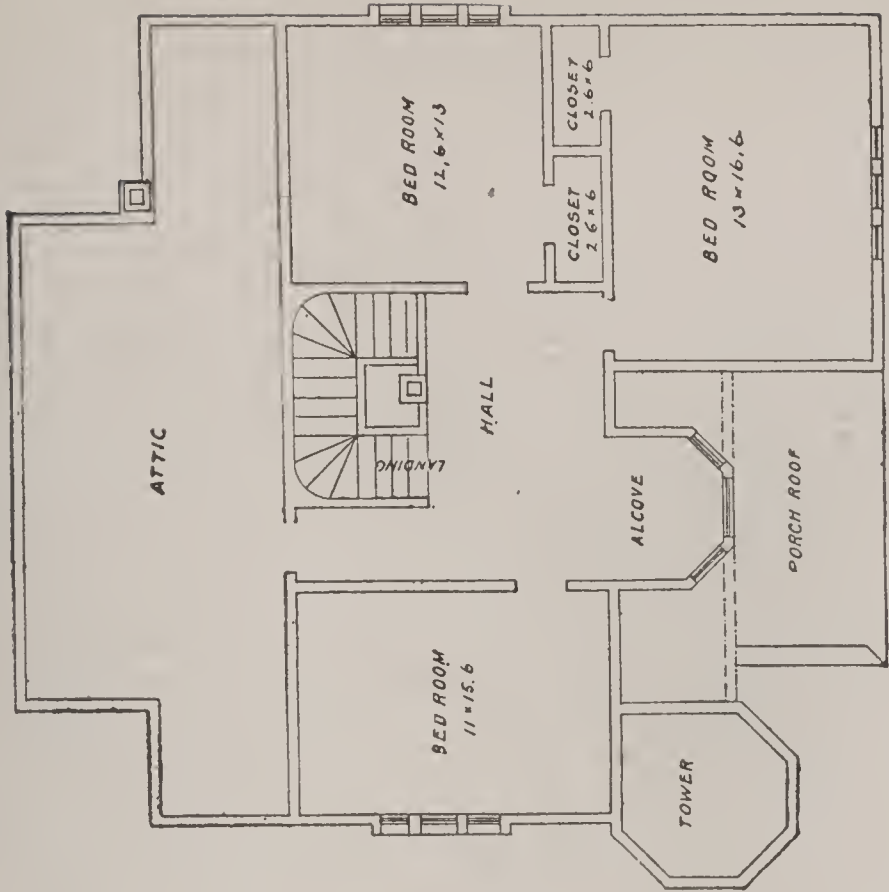 ATTIC
BED ROOM
12,6×13
CLOSET
2.6×6
CLOSET
2 6×6
BED ROOM
13×16,6
HALL
LANDING
ALCOVE
PORCH ROOF
BED ROOM
11×15.6
TOWER